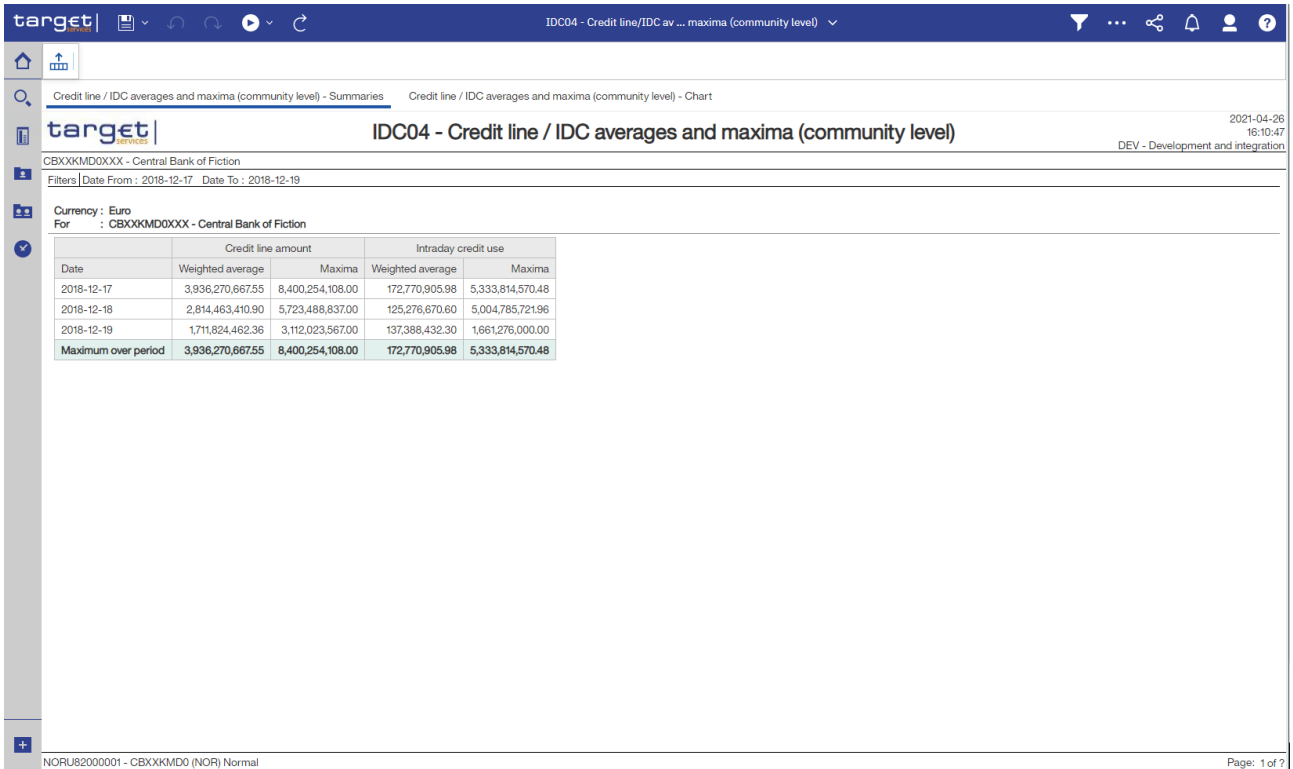 target| services IDC04 - Credit line/IDC av ... maxima (community level)
Credit line / IDC averages and maxima (community level) - Summaries Credit line / IDC averages and maxima (community level) - Chart
2021-04-26
target| services IDC04 - Credit line / IDC averages and maxima (community level) 16:10:47
DEV - Development and integration
CBXXKMD0XXX - Central Bank of Fiction
Filters Date From : 2018-12-17 Date To : 2018-12-19
Currency : Euro
For : CBXXKMD0XXX - Central Bank of Fiction
Credit line amount Intraday credit use
Date Weighted average Maxima Weighted average Maxima
2018-12-17 3,936,270,667.55 8,400,254,108.00 172,770,905.98 5,333,814,570.48
2018-12-18 2,814,463,410.90 5,723,488,837.00 125,276,670.60 5,004,785,721.96
2018-12-19 1,711,824,462.36 3,112,023,567.00 137,388,432.30 1,661,276,000.00
Maximum over period 3,936,270,667.55 8,400,254,108.00 172,770,905.98 5,333,814,570.48
NORU82000001 - CBXXKMD0 (NOR) Normal Page: 1 of ?